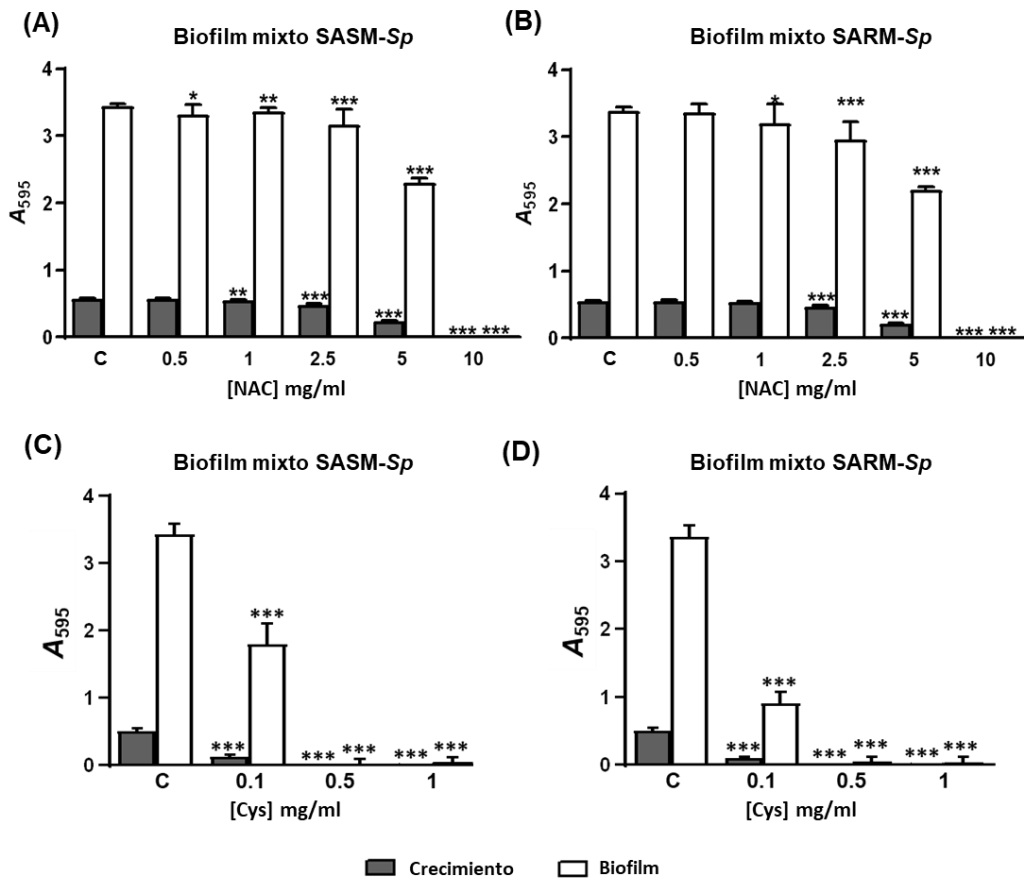 (A)
Biofilm mixto SASM-Sp
4
3
2
1
0
A595
* ** *** ***
** *** *** *** ***
C 0.5 1 2.5 5 10
[NAC] mg/ml
(B)
Biofilm mixto SARM-Sp
4
3
2
1
0
A595
* *** ***
*** *** *** ***
C 0.5 1 2.5 5 10
[NAC] mg/ml
(C)
Biofilm mixto SASM-Sp
4
3
2
1
0
A595
***
*** *** *** *** ***
C 0.1 0.5 1
[Cys] mg/ml
(D)
Biofilm mixto SARM-Sp
4
3
2
1
0
A595
***
*** *** *** *** ***
C 0.1 0.5 1
[Cys] mg/ml
Crecimiento Biofilm